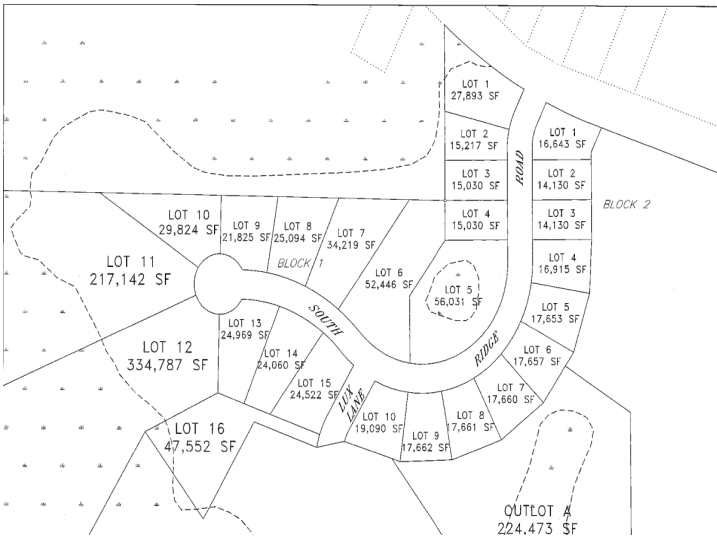 LOT 1
27,893 SF
LOT 2
15,217 SF
LOT 3
15,030 SF
LOT 4
15,030 SF
ROAD
LOT 1
16,643 SF
LOT 2
14,130 SF
LOT 3
14,130 SF
BLOCK 2
LOT 4
16,915 SF
LOT 5
17,653 SF
LOT 6
17,657 SF
LOT 7
17,660 SF
LOT 8
17,661 SF
LOT 9
17,662 SF
LOT 10
19,090 SF
LOT 10
29,824 SF
LOT 9
21,825 SF
LOT 8
25,094 SF
LOT 7
34,219 SF
BLOCK 1
LOT 6
52,446 SF
LOT 5
56,031 SF
LOT 11
217,142 SF
SOUTH
RIDGE
LOT 12
334,787 SF
LOT 13
24,969 SF
LOT 14
24,060 SF
LOT 15
24,522 SF
LUX
LANE
LOT 16
47,552 SF
OUTLOT A
224,473 SF